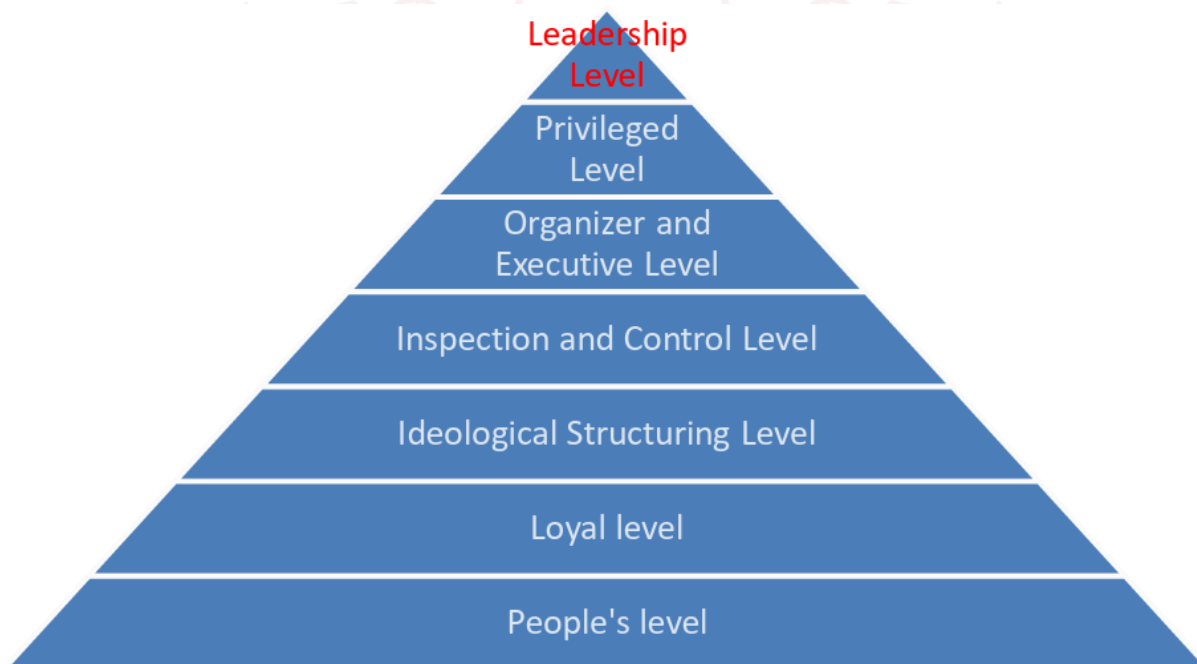 Leadership
Level
Privileged
Level
Organizer and
Executive Level
Inspection and Control Level
Ideological Structuring Level
Loyal level
People's level